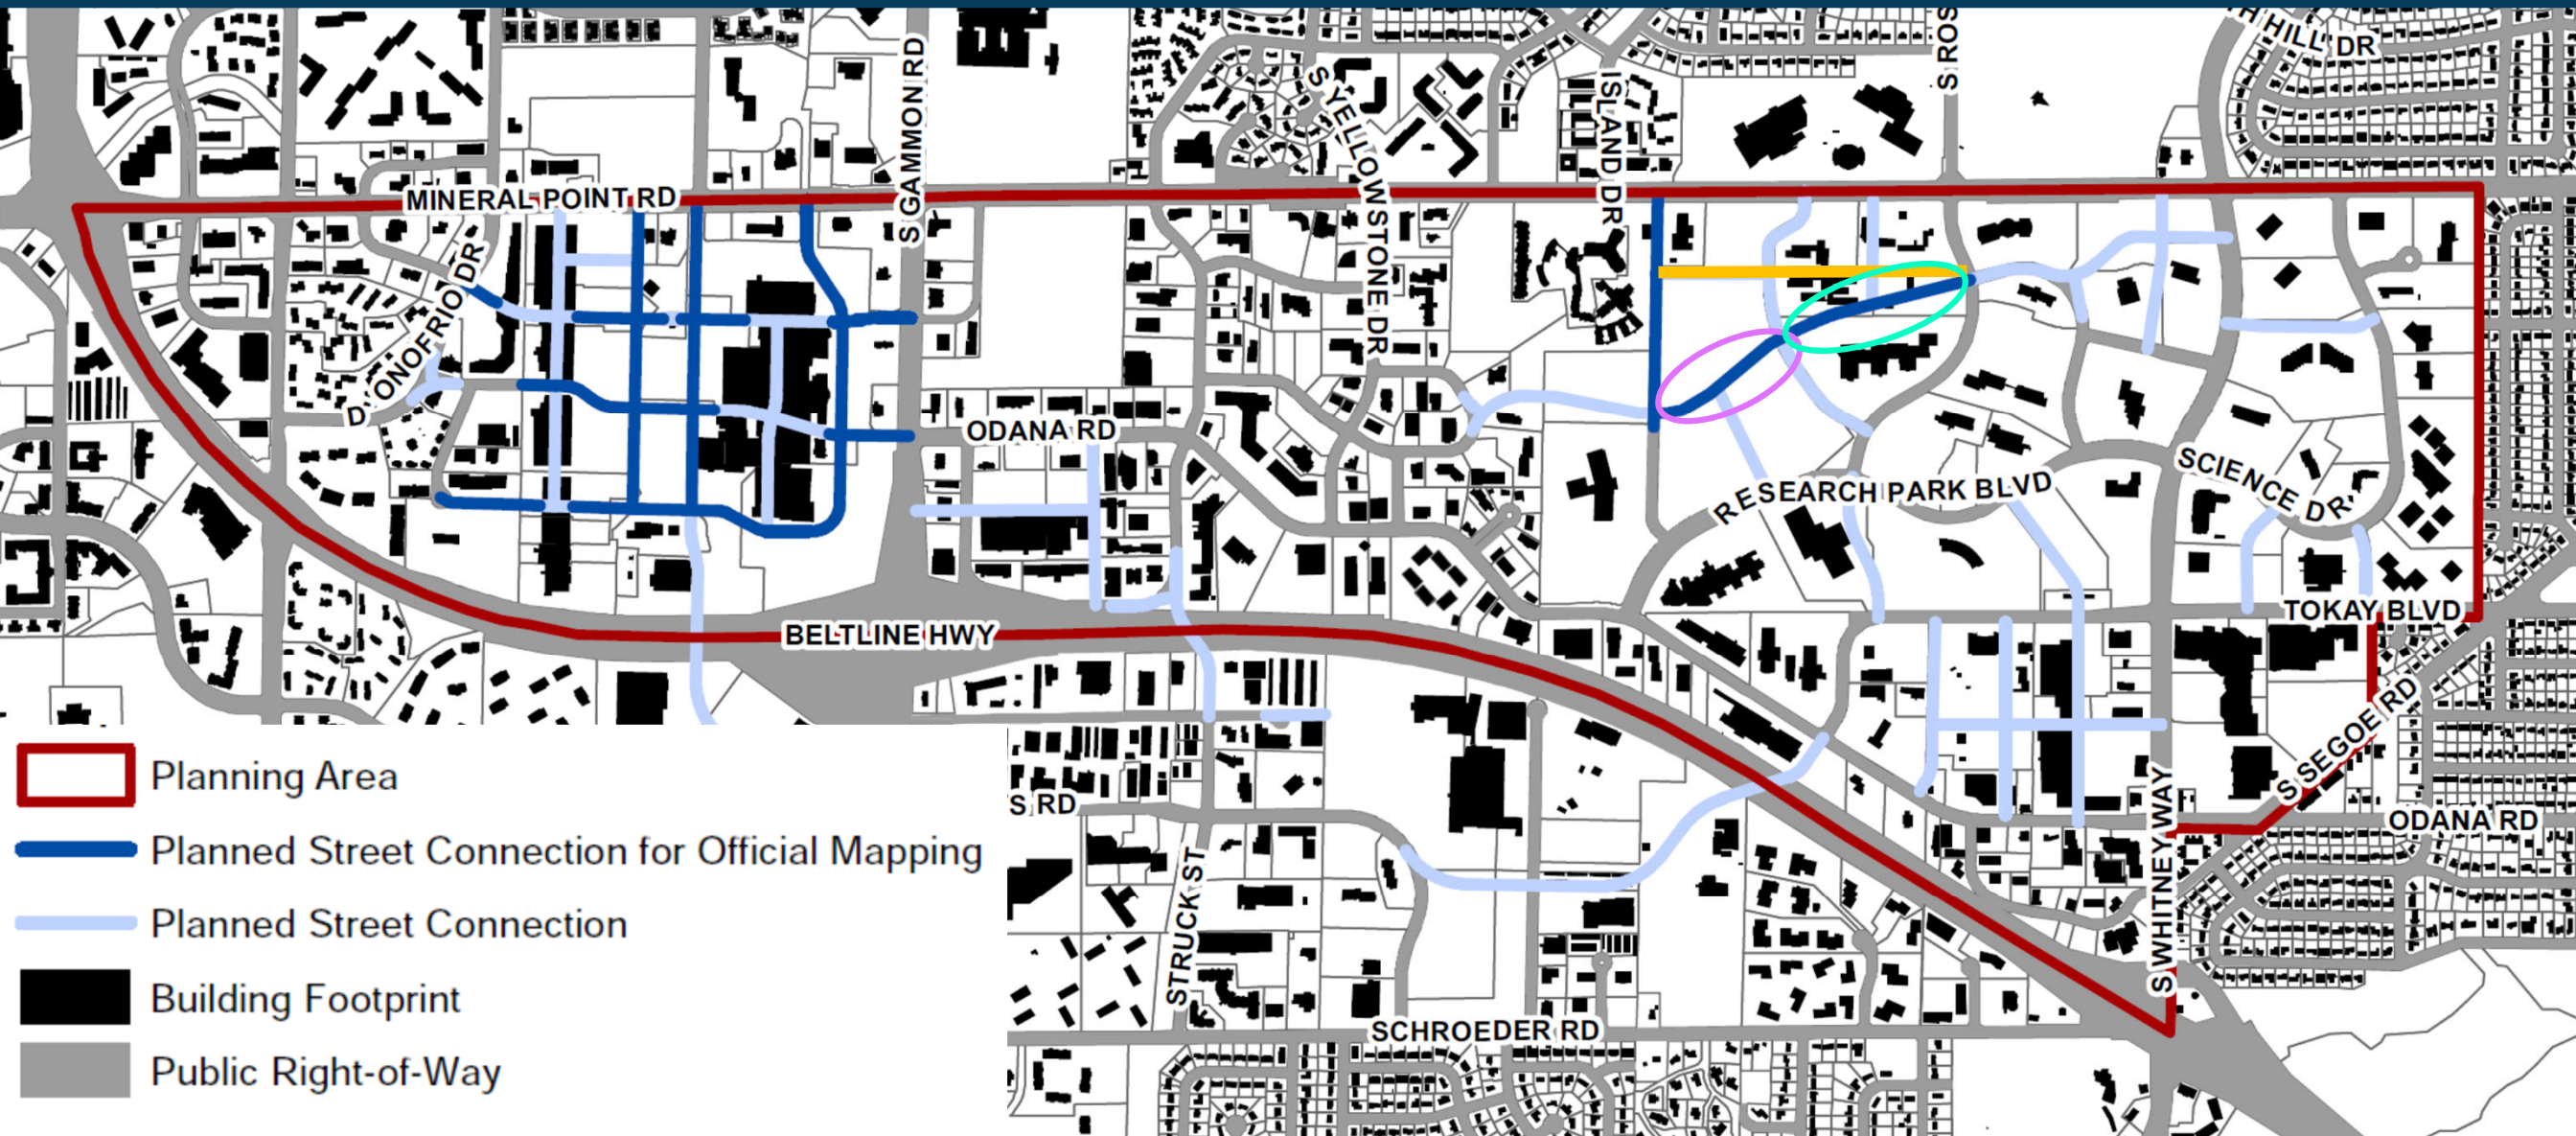 TH HILL DR
S ROS
S GAMMON RD
S YELLOWSTONE DR
ISLAND DR
MINERAL POINT RD
D'ONOFRIO DR
ODANA RD
RESEARCH PARK BLVD
SCIENCE DR
TOKAY BLVD
BELTLINE HWY
S SEGOE RD
Planning Area
S RD
ODANA RD
Planned Street Connection for Official Mapping
S WHITNEY WAY
STRUCK ST
Planned Street Connection
Building Footprint
SCHROEDER RD
Public Right-of-Way